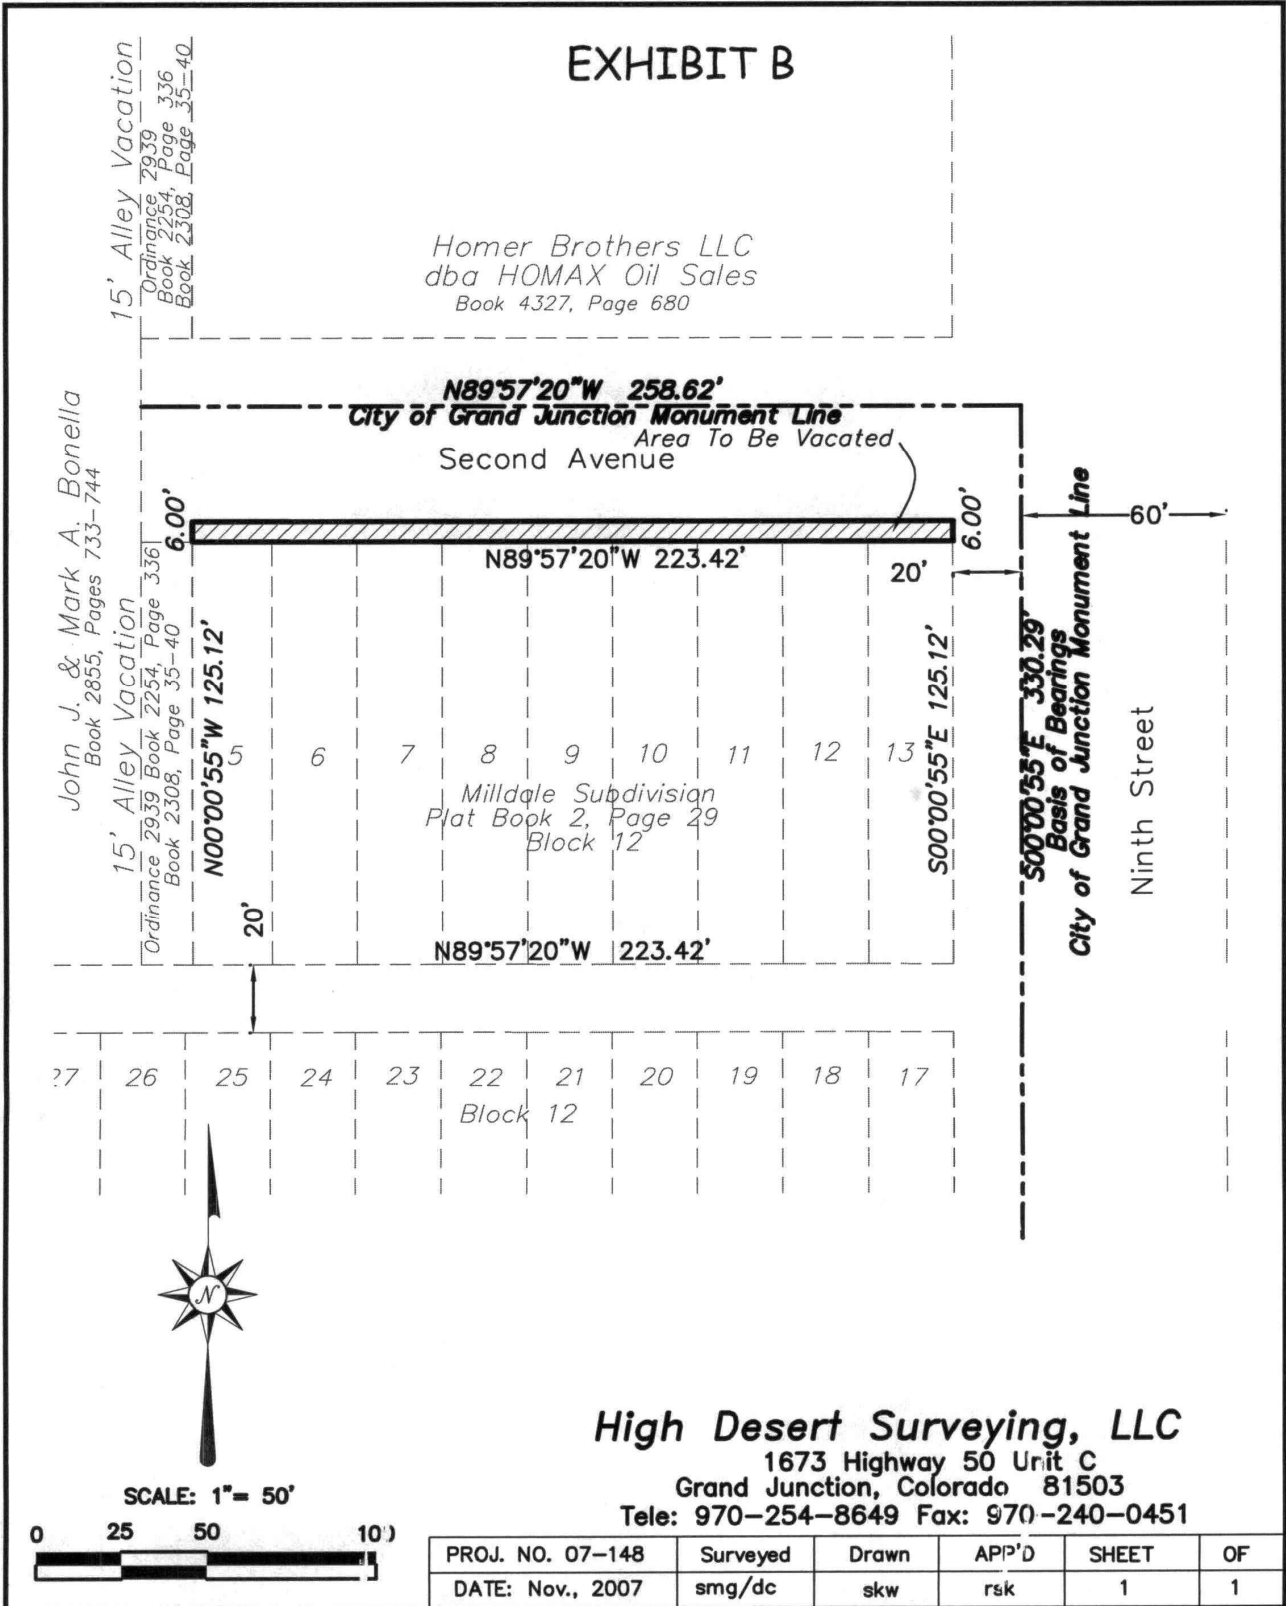 EXHIBIT B
15' Alley Vacation
Ordinance 2939
Book 2254, Page 336
Book 2308, Page 35-40
Homer Brothers LLC
dba HOMAX Oil Sales
Book 4327, Page 680
N89°57'20"W 258.62'
City of Grand Junction Monument Line
Area To Be Vacated
Second Avenue
John J. & Mark A. Bonella
Book 2855, Pages 733-744
6.00'
6.00'
60'
N89°57'20"W 223.42'
20'
15' Alley Vacation
Ordinance 2939 Book 2254, Page 336
Book 2308, Page 35-40
N00°00'55"W 125.12'
S00°00'55"E 125.12'
S00°00'55"E 330.29'
Basis of Bearings
City of Grand Junction Monument Line
Ninth Street
5 6 7 8 9 10 11 12 13
Milldale Subdivision
Plat Book 2, Page 29
Block 12
20'
N89°57'20"W 223.42'
27 26 25 24 23 22 21 20 19 18 17
Block 12
N
SCALE: 1"= 50'
0 25 50 100
High Desert Surveying, LLC
1673 Highway 50 Unit C
Grand Junction, Colorado 81503
Tele: 970-254-8649 Fax: 970-240-0451
PROJ. NO. 07-148 Surveyed Drawn APP'D SHEET OF
DATE: Nov., 2007 smg/dc skw rsk 1 1